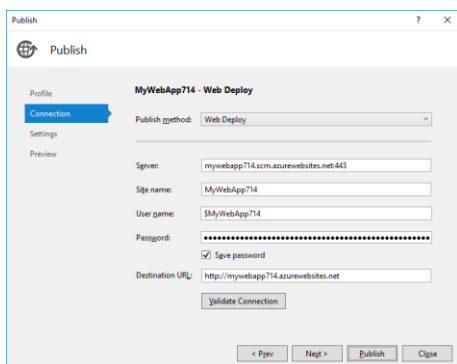 Publish ? ×
Publish
Profile
Connection
Settings
Preview
MyWebApp714 - Web Deploy
Publish method: Web Deploy
Server: mywebapp714.scm.azurewebsites.net:443
Site name: MyWebApp714
User name: $MyWebApp714
Password: ••••••••••••••••••••••••••••••••••••••••••••••••
Save password
Destination URL: http://mywebapp714.azurewebsites.net
Validate Connection
< Prev Next > Publish Close